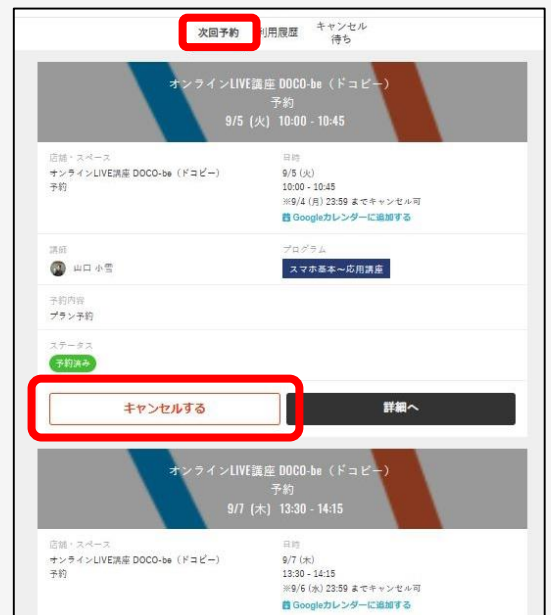 次回予約 利用履歴 キャンセル
待ち
オンラインLIVE講座 DOCO-be（ドコビー）
予約
9/5 (火) 10:00 - 10:45
店舗・スペース
オンラインLIVE講座 DOCO-be（ドコビー）
予約
日時
9/5 (火)
10:00 - 10:45
※9/4 (月) 23:59 までキャンセル可
Googleカレンダーに追加する
講師
山口 小雪
プログラム
スマホ基本～応用講座
予約内容
プラン予約
ステータス
予約済み
キャンセルする
詳細へ
オンラインLIVE講座 DOCO-be（ドコビー）
予約
9/7 (木) 13:30 - 14:15
店舗・スペース
オンラインLIVE講座 DOCO-be（ドコビー）
予約
日時
9/7 (木)
13:30 - 14:15
※9/6 (水) 23:59 までキャンセル可
Googleカレンダーに追加する